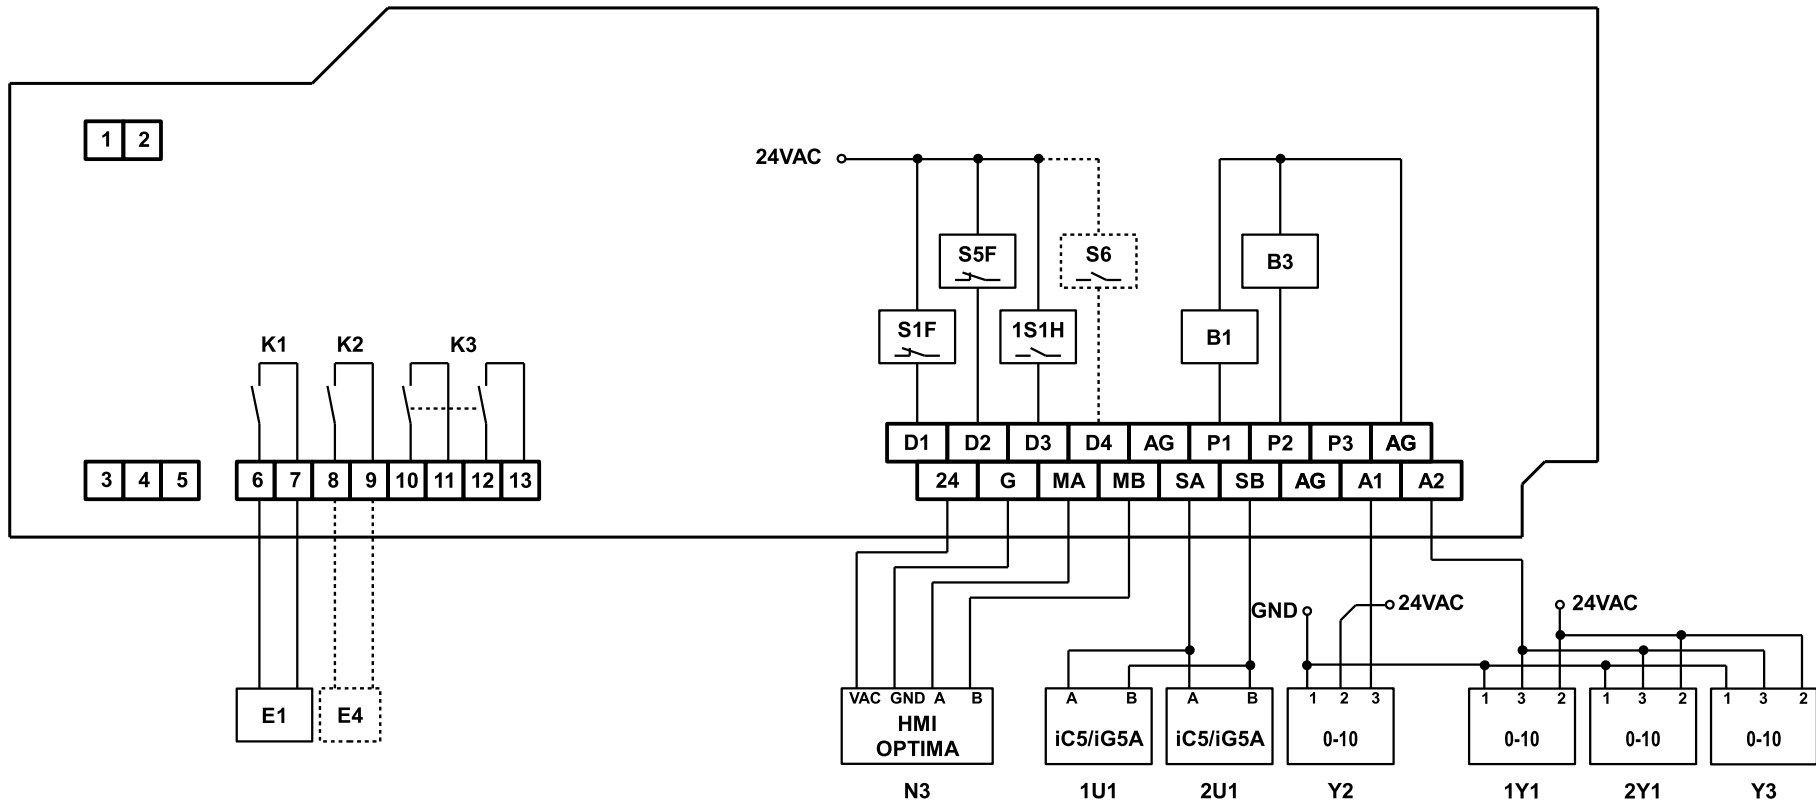 1 2
24VAC
S5F
S6
B3
S1F
1S1H
B1
K1 K2 K3
D1 D2 D3 D4 AG P1 P2 P3 AG
3 4 5
6 7 8 9 10 11 12 13
24 G MA MB SA SB AG A1 A2
GND
24VAC
24VAC
E1
E4
VAC GND A B
HMI
OPTIMA
N3
A B
iC5/iG5A
1U1
A B
iC5/iG5A
2U1
1 2 3
0-10
Y2
1 3 2
0-10
1Y1
1 3 2
0-10
2Y1
1 3 2
0-10
Y3